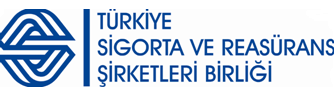 TÜRKİYE
SİGORTA VE REASÜRANS
ŞİRKETLERİ BİRLİĞİ